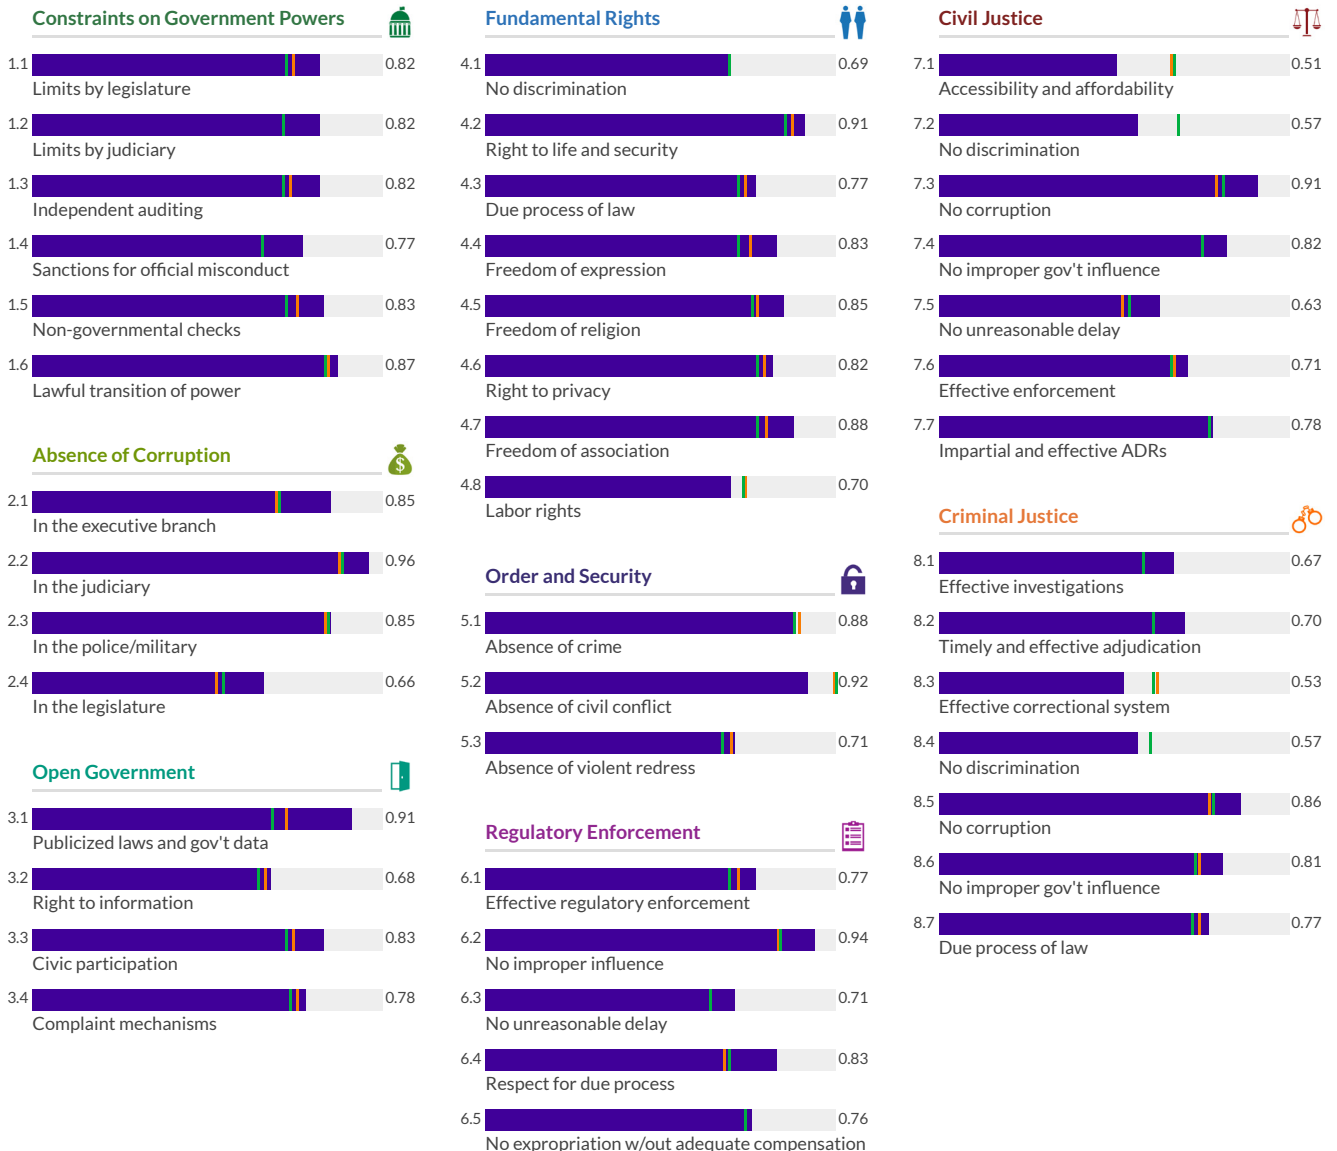 Constraints on Government Powers
1.1 0.82
Limits by legislature
1.2 0.82
Limits by judiciary
1.3 0.82
Independent auditing
1.4 0.77
Sanctions for official misconduct
1.5 0.83
Non-governmental checks
1.6 0.87
Lawful transition of power
Absence of Corruption
$
2.1 0.85
In the executive branch
2.2 0.96
In the judiciary
2.3 0.85
In the police/military
2.4 0.66
In the legislature
Open Government
3.1 0.91
Publicized laws and gov't data
3.2 0.68
Right to information
3.3 0.83
Civic participation
3.4 0.78
Complaint mechanisms
Fundamental Rights
4.1 0.69
No discrimination
4.2 0.91
Right to life and security
4.3 0.77
Due process of law
4.4 0.83
Freedom of expression
4.5 0.85
Freedom of religion
4.6 0.82
Right to privacy
4.7 0.88
Freedom of association
4.8 0.70
Labor rights
Order and Security
5.1 0.88
Absence of crime
5.2 0.92
Absence of civil conflict
5.3 0.71
Absence of violent redress
Regulatory Enforcement
6.1 0.77
Effective regulatory enforcement
6.2 0.94
No improper influence
6.3 0.71
No unreasonable delay
6.4 0.83
Respect for due process
6.5 0.76
No expropriation w/out adequate compensation
Civil Justice
7.1 0.51
Accessibility and affordability
7.2 0.57
No discrimination
7.3 0.91
No corruption
7.4 0.82
No improper gov't influence
7.5 0.63
No unreasonable delay
7.6 0.71
Effective enforcement
7.7 0.78
Impartial and effective ADRs
Criminal Justice
8.1 0.67
Effective investigations
8.2 0.70
Timely and effective adjudication
8.3 0.53
Effective correctional system
8.4 0.57
No discrimination
8.5 0.86
No corruption
8.6 0.81
No improper gov't influence
8.7 0.77
Due process of law